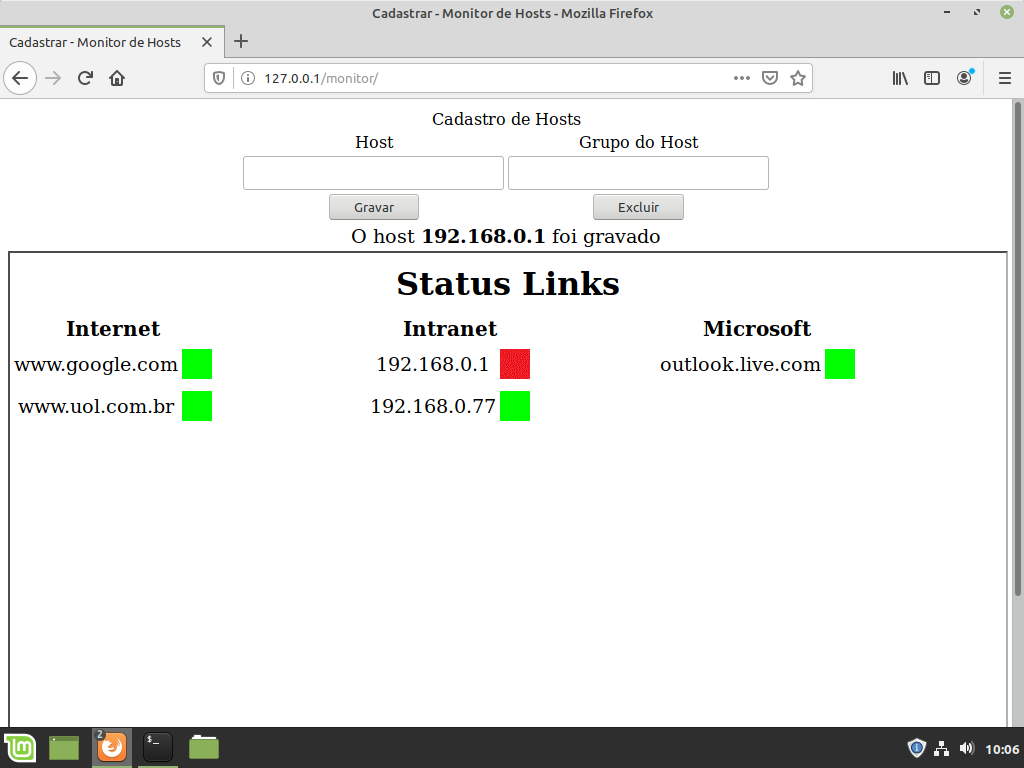 Cadastrar - Monitor de Hosts - Mozilla Firefox
Cadastrar - Monitor de Hosts
127.0.0.1/monitor/
Cadastro de Hosts
Host Grupo do Host
Gravar Excluir
O host 192.168.0.1 foi gravado
Status Links
Internet Intranet Microsoft
www.google.com 192.168.0.1 outlook.live.com
www.uol.com.br 192.168.0.77
2 $_ 10:06